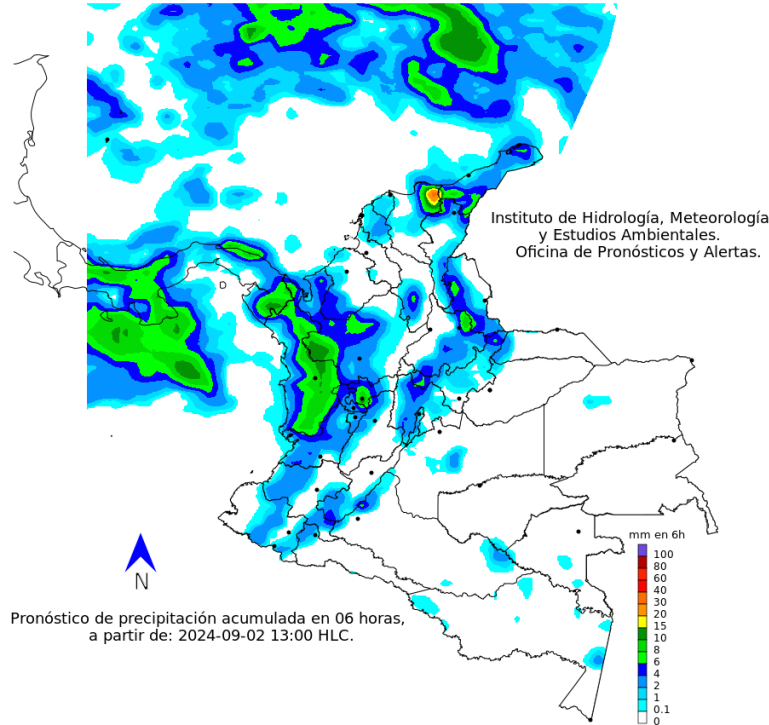 Instituto de Hidrología, Meteorología
y Estudios Ambientales.
Oficina de Pronósticos y Alertas.
mm en 6h
100
80
60
40
30
20
15
10
8
6
4
2
1
0.1
0
N
Pronóstico de precipitación acumulada en 06 horas,
a partir de: 2024-09-02 13:00 HLC.